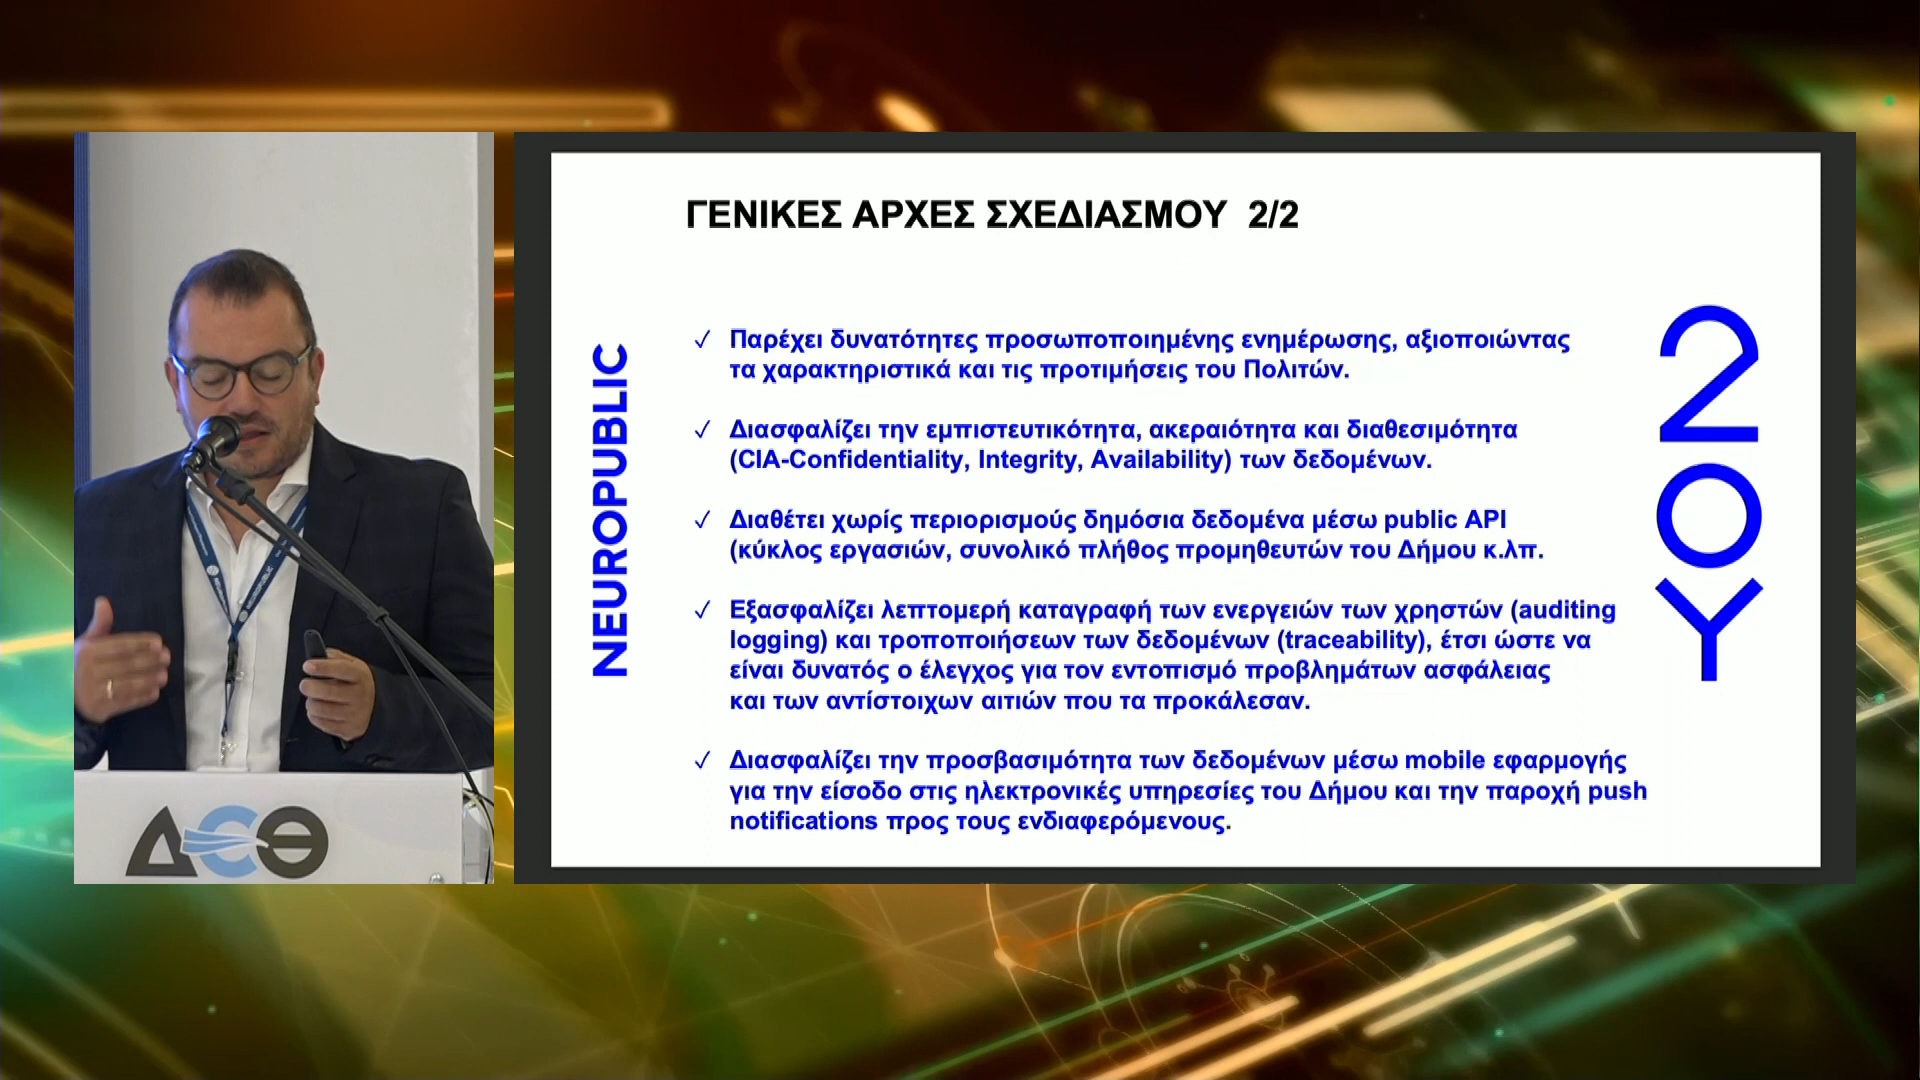 ΓΕΝΙΚΕΣ ΑΡΧΕΣ ΣΧΕΔΙΑΣΜΟΥ 2/2
NEUROPUBLIC
✓ Παρέχει δυνατότητες προσωποποιημένης ενημέρωσης, αξιοποιώντας
τα χαρακτηριστικά και τις προτιμήσεις του Πολιτών.
✓ Διασφαλίζει την εμπιστευτικότητα, ακεραιότητα και διαθεσιμότητα
(CIA-Confidentiality, Integrity, Availability) των δεδομένων.
✓ Διαθέτει χωρίς περιορισμούς δημόσια δεδομένα μέσω public API
(κύκλος εργασιών, συνολικό πλήθος προμηθευτών του Δήμου κ.λπ.
✓ Εξασφαλίζει λεπτομερή καταγραφή των ενεργειών των χρηστών (auditing
logging) και τροποποιήσεων των δεδομένων (traceability), έτσι ώστε να
είναι δυνατός ο έλεγχος για τον εντοπισμό προβλημάτων ασφάλειας
και των αντίστοιχων αιτιών που τα προκάλεσαν.
✓ Διασφαλίζει την προσβασιμότητα των δεδομένων μέσω mobile εφαρμογής
για την είσοδο στις ηλεκτρονικές υπηρεσίες του Δήμου και την παροχή push
notifications προς τους ενδιαφερόμενους.
20Y
ΔΕΘ